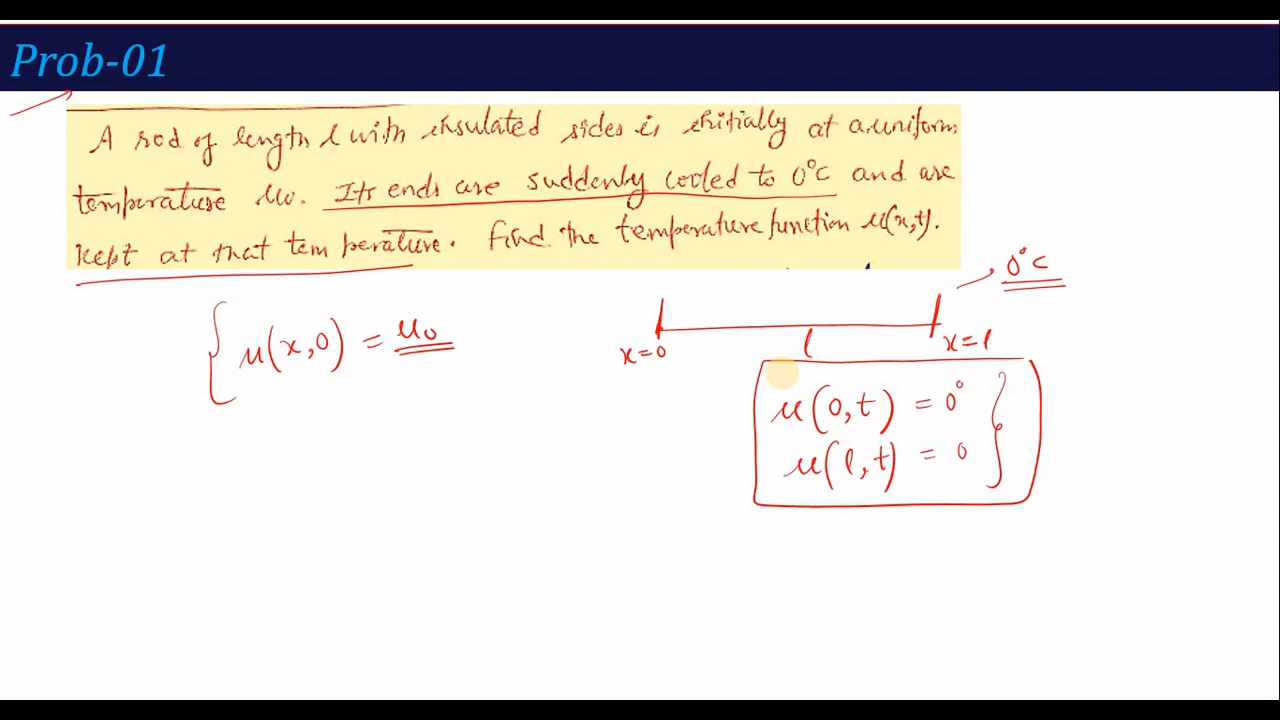 Prob-01
A rod of length l with insulated sides is initially at a uniform
temperature u₀. Its ends are suddenly cooled to 0°C and are
kept at that temperature. Find the temperature function u(x,t).
0°C
u(x,0) = u₀
x=0 l x=l
u(0,t) = 0°
u(l,t) = 0